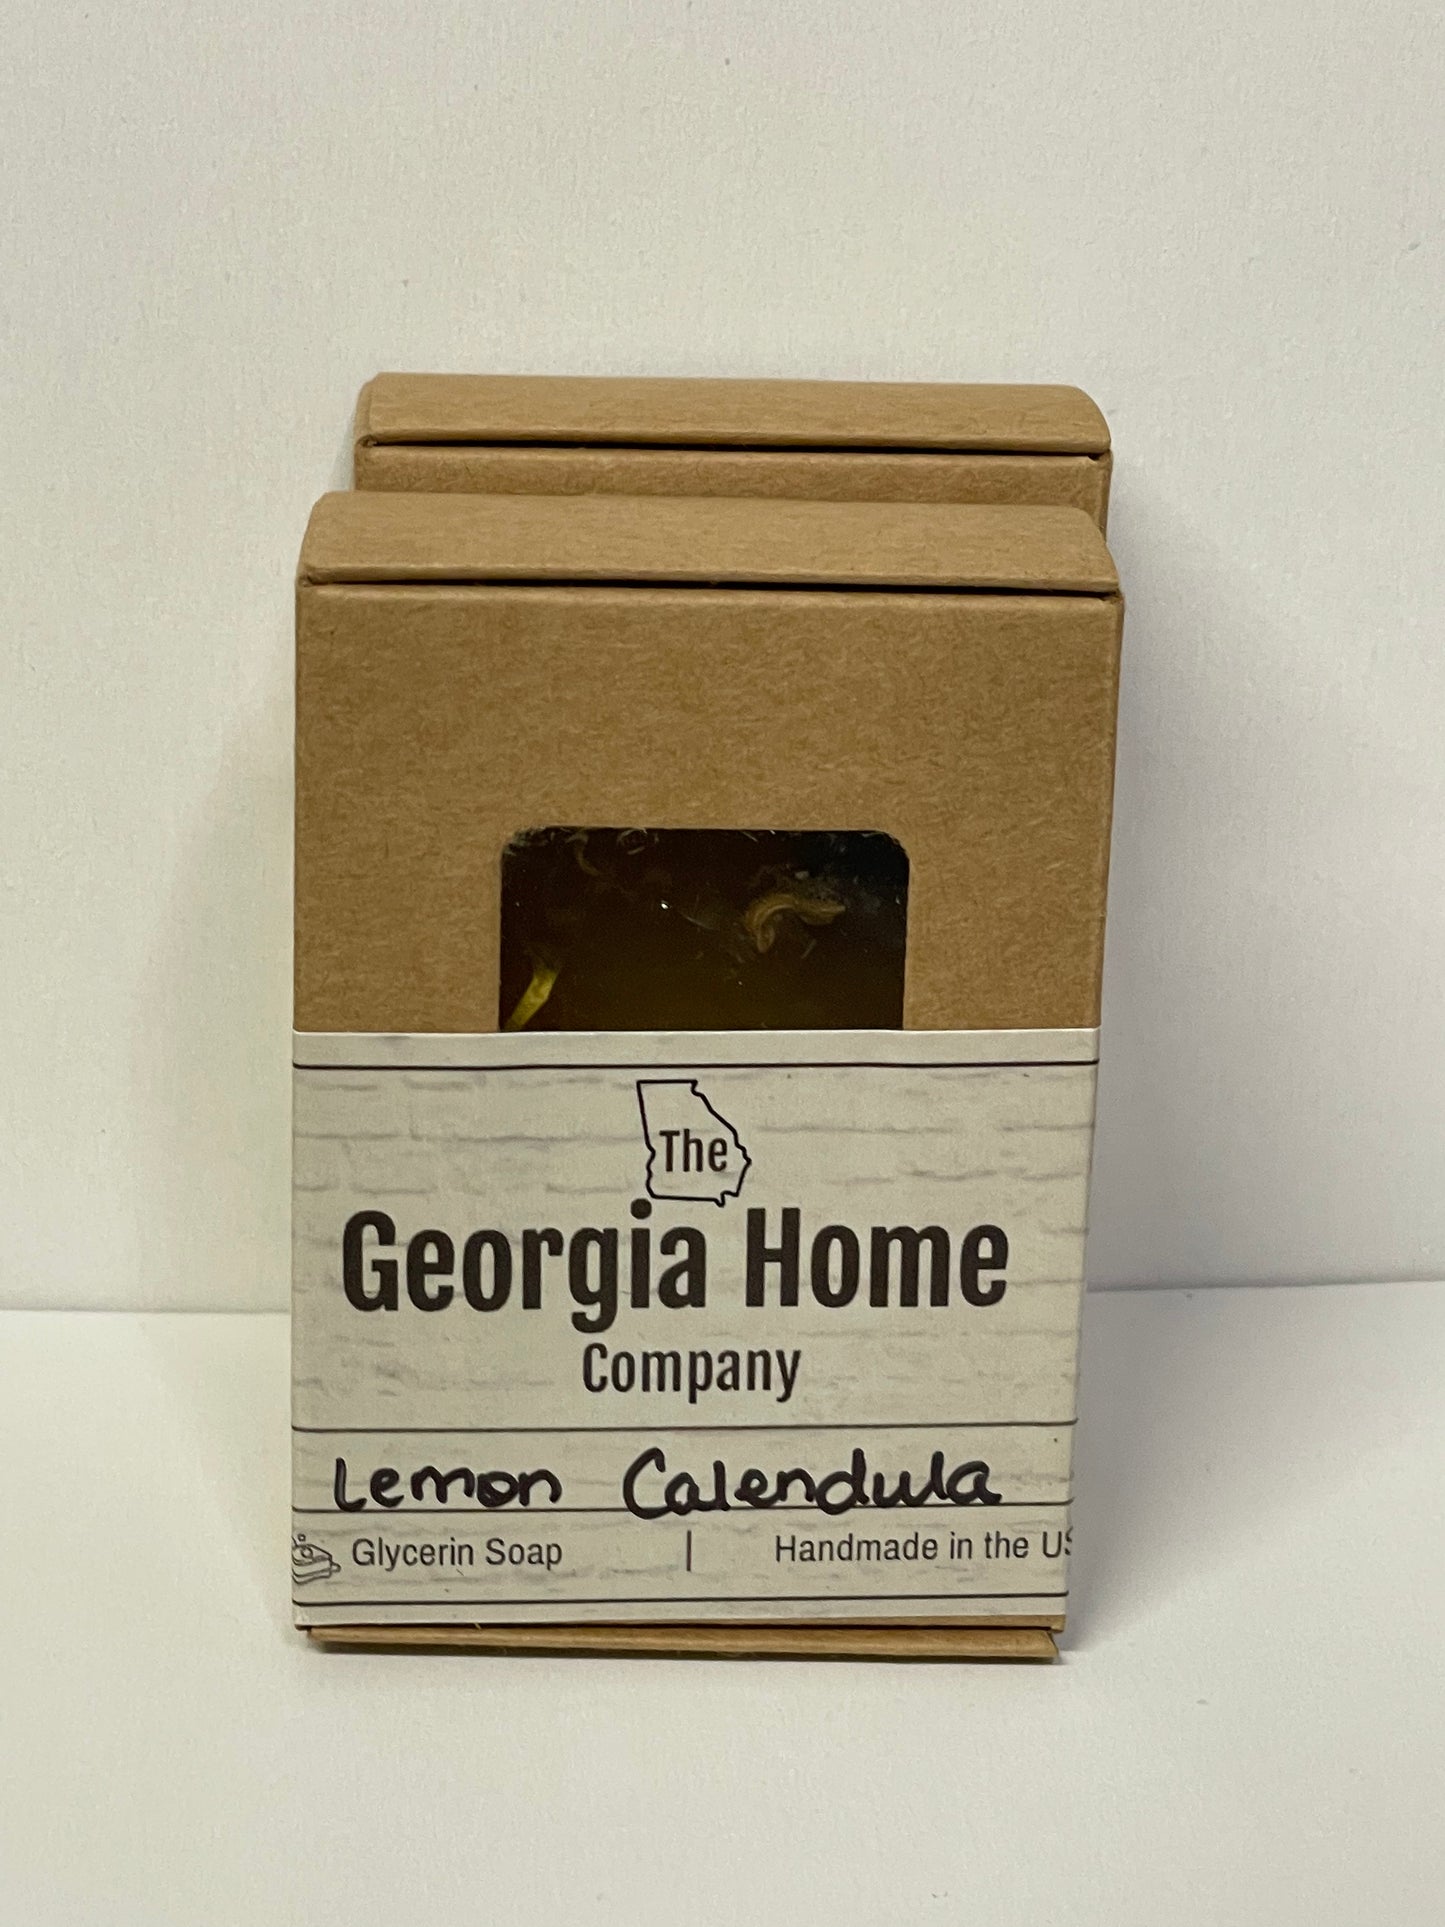 The
Georgia Home
Company
Lemon Calendula
Glycerin Soap | Handmade in the US